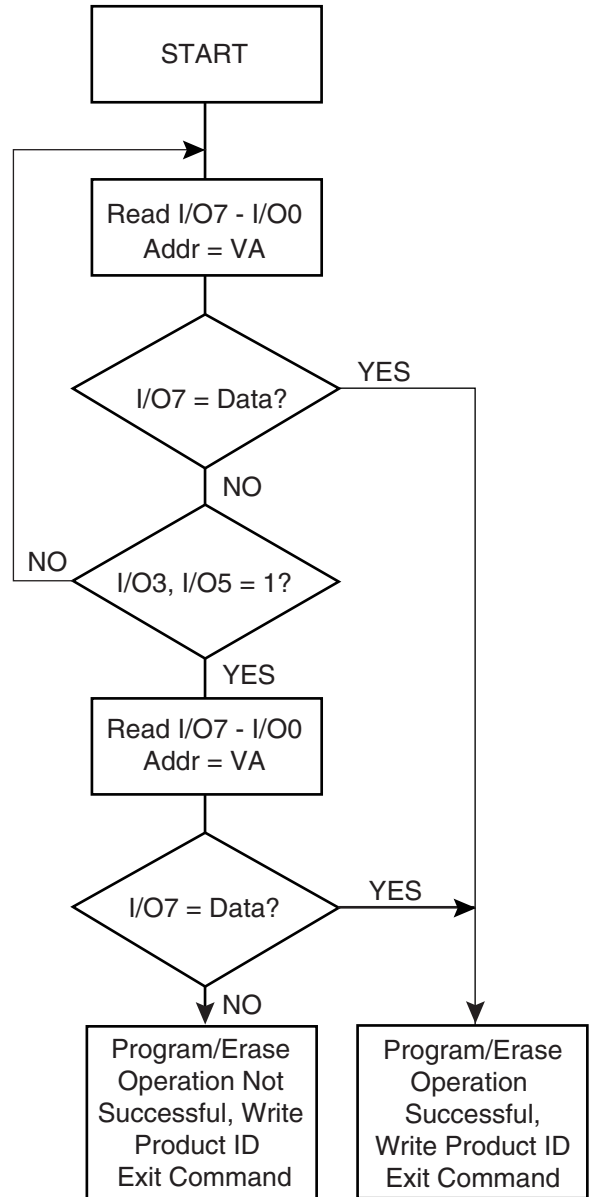 START
Read I/O7 - I/O0
Addr = VA
I/O7 = Data?
YES
NO
NO
I/O3, I/O5 = 1?
YES
Read I/O7 - I/O0
Addr = VA
I/O7 = Data?
YES
NO
Program/Erase
Operation Not
Successful, Write
Product ID
Exit Command
Program/Erase
Operation
Successful,
Write Product ID
Exit Command